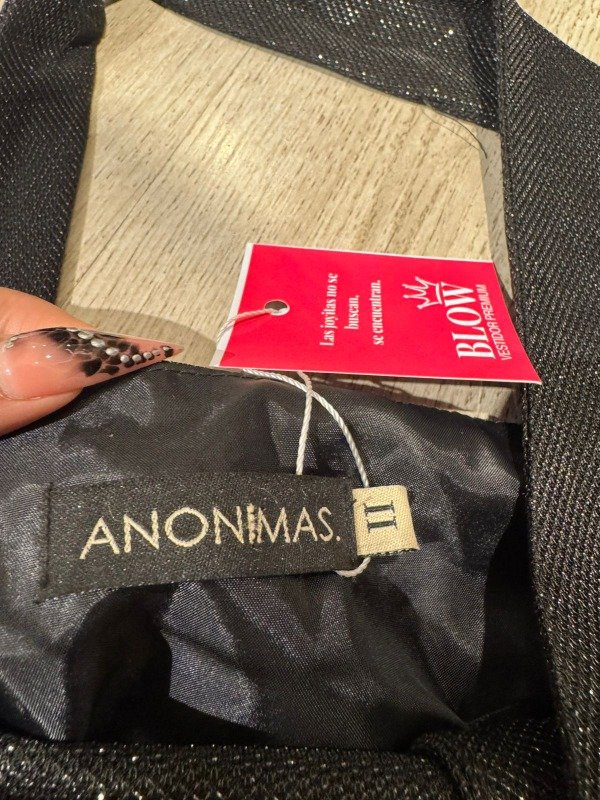 Las joyitas no se
buscan,
se encuentran.
BLOW
VESTIDOR PREMIUM
ANONIMAS.
II